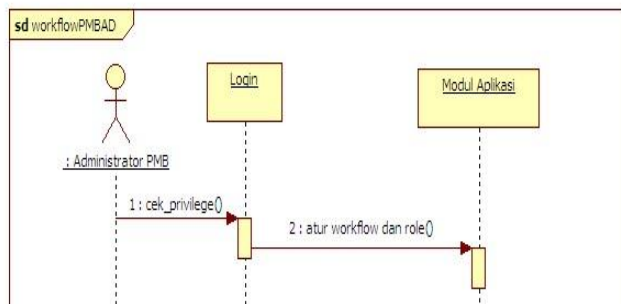 sd workflowPMBAD
Login
Modul Aplikasi
: Administrator PMB
1 : cek_privilege()
2 : atur workflow dan role()